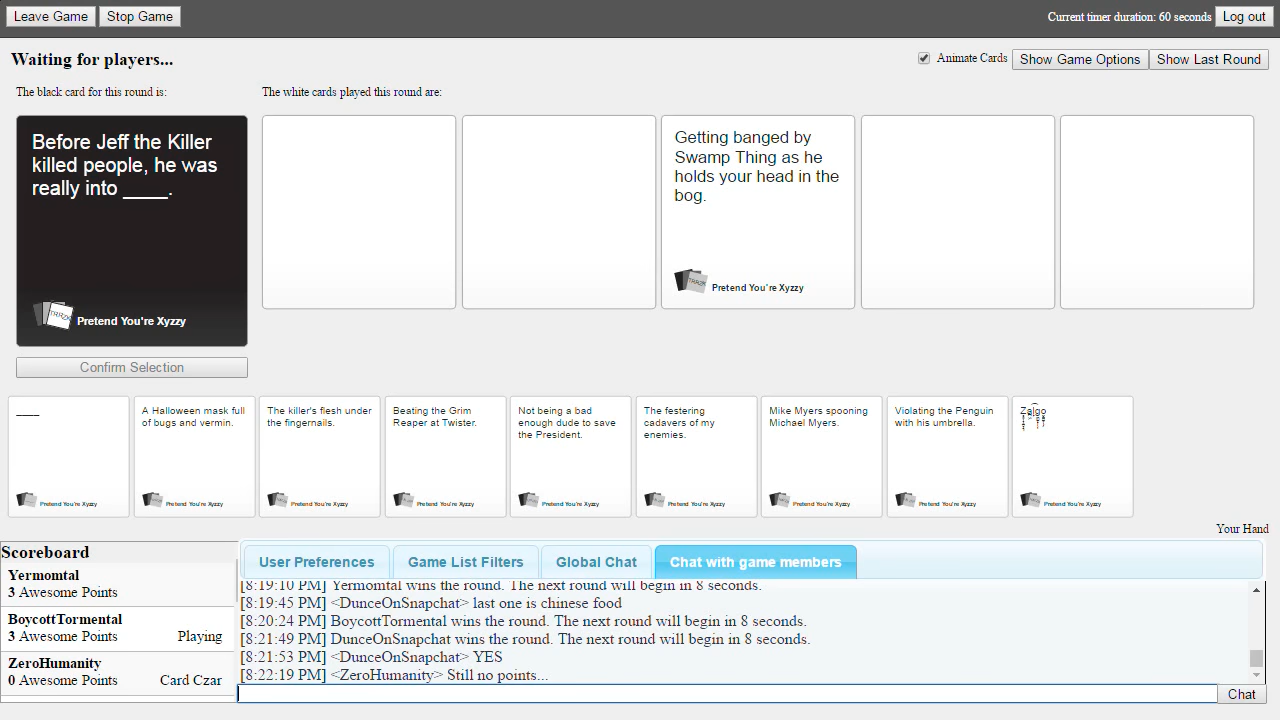 Leave Game Stop Game
Current timer duration: 60 seconds Log out
Waiting for players...
Animate Cards Show Game Options Show Last Round
The black card for this round is:
The white cards played this round are:
Before Jeff the Killer
killed people, he was
really into ____.
Pretend You're Xyzzy
Getting banged by
Swamp Thing as he
holds your head in the
bog.
Pretend You're Xyzzy
Confirm Selection
____
Pretend You're Xyzzy
A Halloween mask full
of bugs and vermin.
Pretend You're Xyzzy
The killer's flesh under
the fingernails.
Pretend You're Xyzzy
Beating the Grim
Reaper at Twister.
Pretend You're Xyzzy
Not being a bad
enough dude to save
the President.
Pretend You're Xyzzy
The festering
cadavers of my
enemies.
Pretend You're Xyzzy
Mike Myers spooning
Michael Myers.
Pretend You're Xyzzy
Violating the Penguin
with his umbrella.
Pretend You're Xyzzy
Zalgo
Pretend You're Xyzzy
Your Hand
Scoreboard
Yermomtal
3 Awesome Points
BoycottTormental
3 Awesome Points Playing
ZeroHumanity
0 Awesome Points Card Czar
User Preferences Game List Filters Global Chat Chat with game members
[8:19:10 PM] Yermomtal wins the round. The next round will begin in 8 seconds.
[8:19:45 PM] <DunceOnSnapchat> last one is chinese food
[8:20:24 PM] BoycottTormental wins the round. The next round will begin in 8 seconds.
[8:21:49 PM] DunceOnSnapchat wins the round. The next round will begin in 8 seconds.
[8:21:53 PM] <DunceOnSnapchat> YES
[8:22:19 PM] <ZeroHumanity> Still no points...
Chat